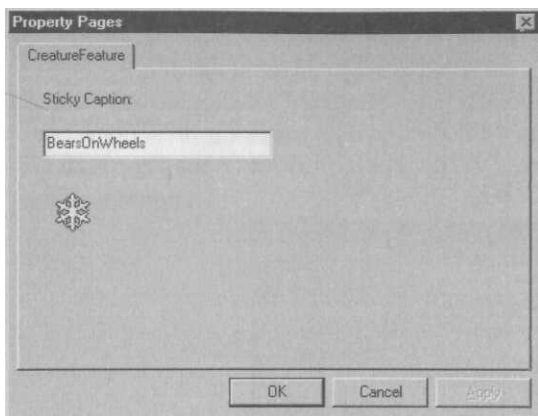 Property Pages
CreatureFeature
Sticky Caption:
BearsOnWheels
OK
Cancel
Apply